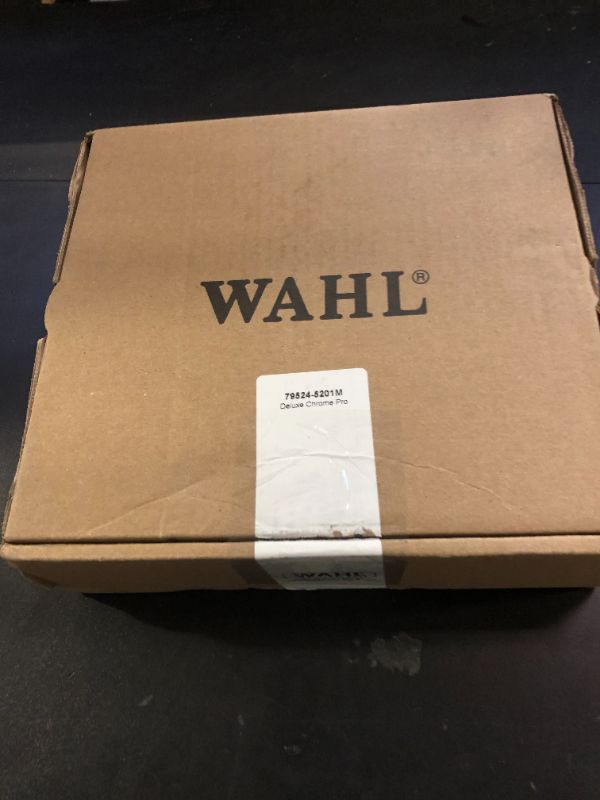 WAHL®
79524-5201M
Deluxe Chrome Pro
WAHL